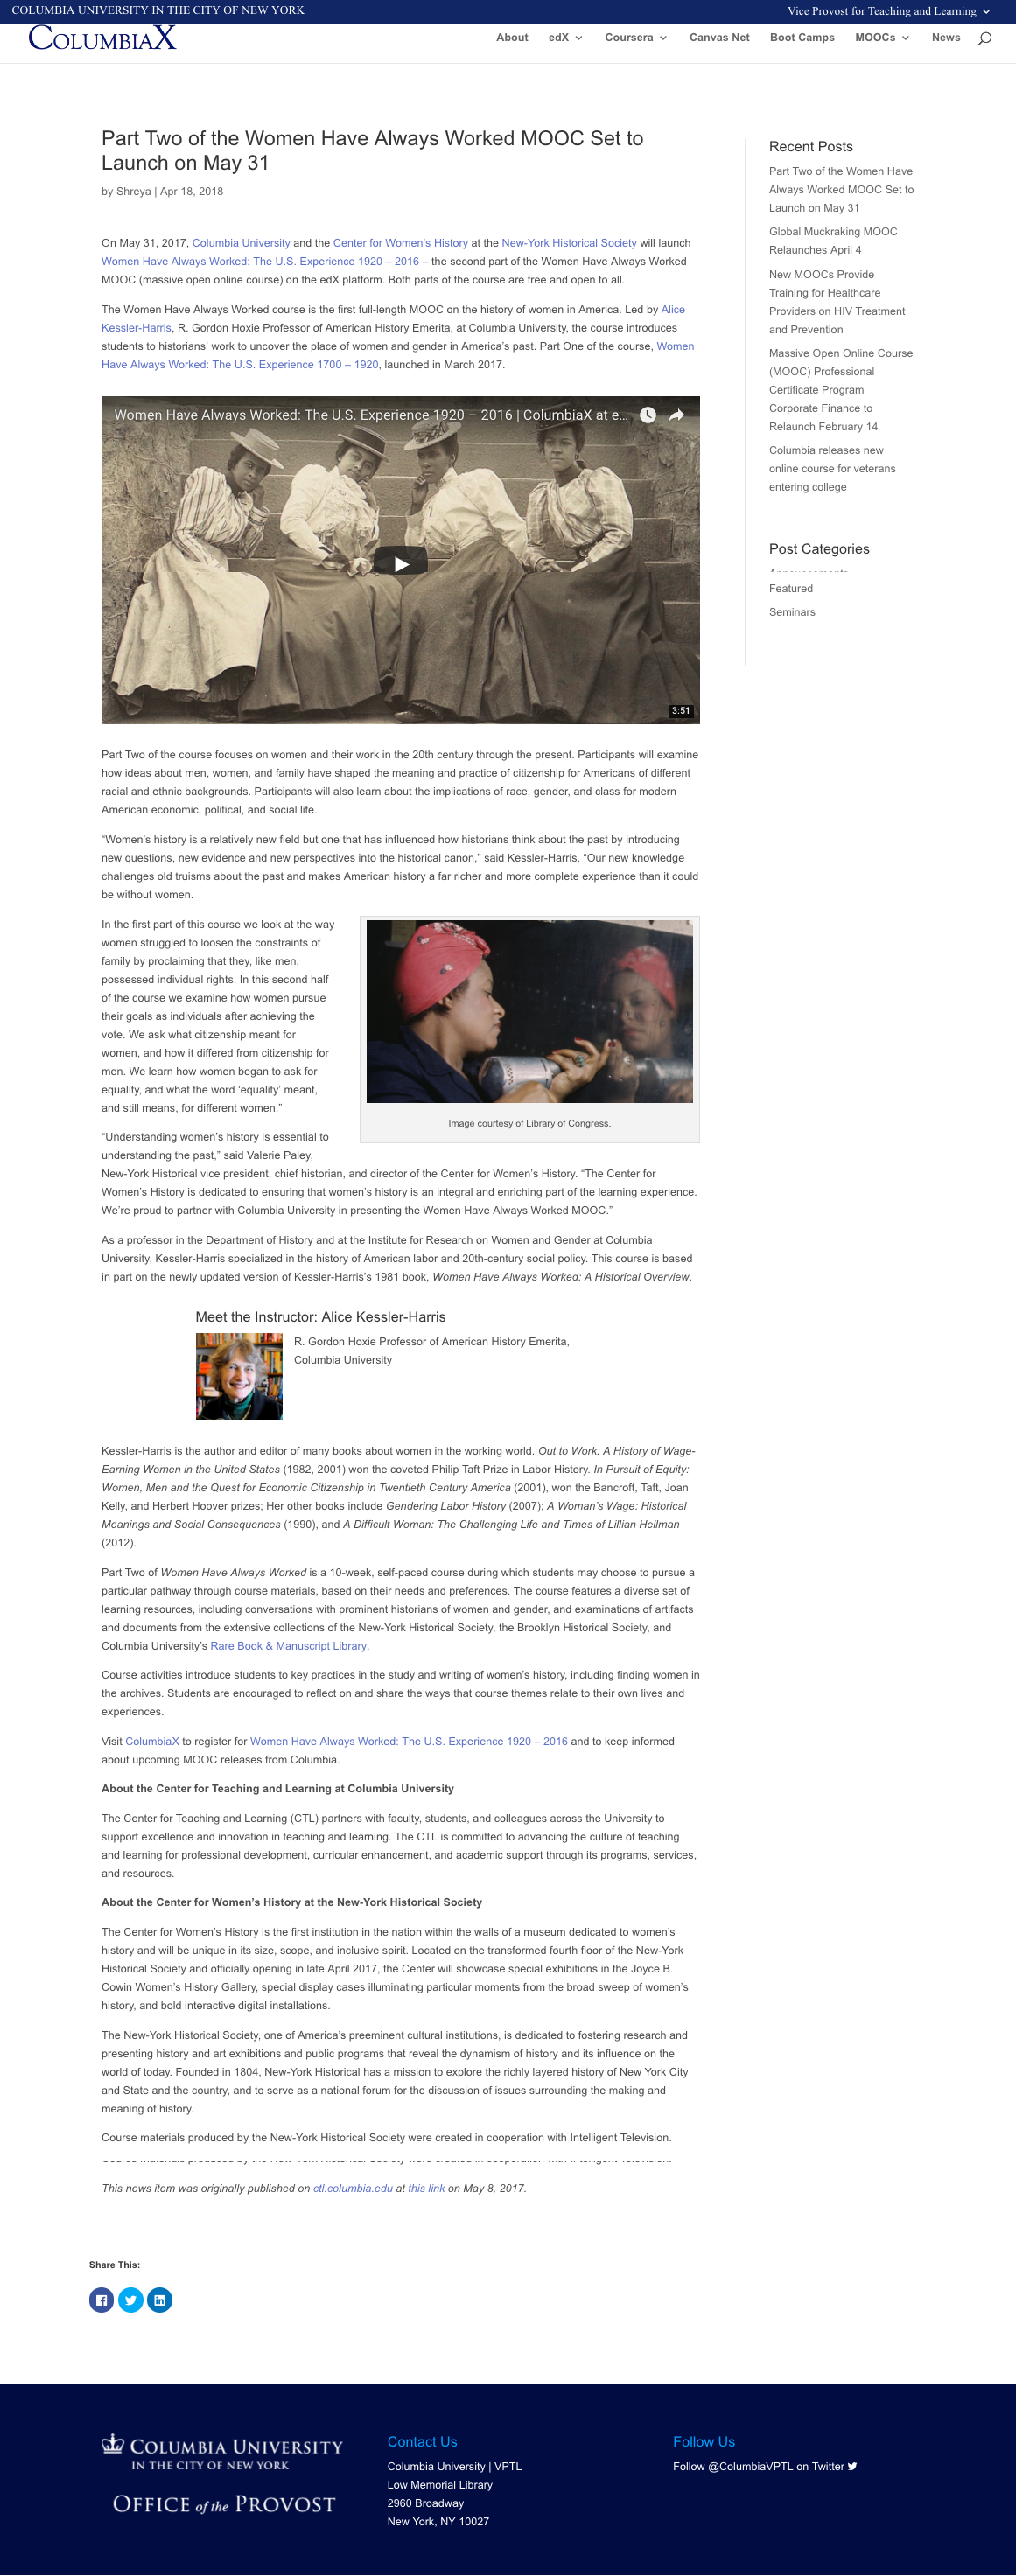 COLUMBIA UNIVERSITY IN THE CITY OF NEW YORK
Vice Provost for Teaching and Learning
COLUMBIAX
About
edX
Coursera
Canvas Net
Boot Camps
MOOCs
News
Part Two of the Women Have Always Worked MOOC Set to
Launch on May 31
by Shreya | Apr 18, 2018
On May 31, 2017, Columbia University and the Center for Women’s History at the New-York Historical Society will launch
Women Have Always Worked: The U.S. Experience 1920 – 2016 – the second part of the Women Have Always Worked
MOOC (massive open online course) on the edX platform. Both parts of the course are free and open to all.
The Women Have Always Worked course is the first full-length MOOC on the history of women in America. Led by Alice
Kessler-Harris, R. Gordon Hoxie Professor of American History Emerita, at Columbia University, the course introduces
students to historians’ work to uncover the place of women and gender in America’s past. Part One of the course, Women
Have Always Worked: The U.S. Experience 1700 – 1920, launched in March 2017.
Women Have Always Worked: The U.S. Experience 1920 – 2016 | ColumbiaX at e...
3:51
Part Two of the course focuses on women and their work in the 20th century through the present. Participants will examine
how ideas about men, women, and family have shaped the meaning and practice of citizenship for Americans of different
racial and ethnic backgrounds. Participants will also learn about the implications of race, gender, and class for modern
American economic, political, and social life.
“Women’s history is a relatively new field but one that has influenced how historians think about the past by introducing
new questions, new evidence and new perspectives into the historical canon,” said Kessler-Harris. “Our new knowledge
challenges old truisms about the past and makes American history a far richer and more complete experience than it could
be without women.
In the first part of this course we look at the way
women struggled to loosen the constraints of
family by proclaiming that they, like men,
possessed individual rights. In this second half
of the course we examine how women pursue
their goals as individuals after achieving the
vote. We ask what citizenship meant for
women, and how it differed from citizenship for
men. We learn how women began to ask for
equality, and what the word ‘equality’ meant,
and still means, for different women.”
Image courtesy of Library of Congress.
“Understanding women’s history is essential to
understanding the past,” said Valerie Paley,
New-York Historical vice president, chief historian, and director of the Center for Women’s History. “The Center for
Women’s History is dedicated to ensuring that women’s history is an integral and enriching part of the learning experience.
We’re proud to partner with Columbia University in presenting the Women Have Always Worked MOOC.”
As a professor in the Department of History and at the Institute for Research on Women and Gender at Columbia
University, Kessler-Harris specialized in the history of American labor and 20th-century social policy. This course is based
in part on the newly updated version of Kessler-Harris’s 1981 book, Women Have Always Worked: A Historical Overview.
Meet the Instructor: Alice Kessler-Harris
R. Gordon Hoxie Professor of American History Emerita,
Columbia University
Kessler-Harris is the author and editor of many books about women in the working world. Out to Work: A History of Wage-
Earning Women in the United States (1982, 2001) won the coveted Philip Taft Prize in Labor History. In Pursuit of Equity:
Women, Men and the Quest for Economic Citizenship in Twentieth Century America (2001), won the Bancroft, Taft, Joan
Kelly, and Herbert Hoover prizes; Her other books include Gendering Labor History (2007); A Woman’s Wage: Historical
Meanings and Social Consequences (1990), and A Difficult Woman: The Challenging Life and Times of Lillian Hellman
(2012).
Part Two of Women Have Always Worked is a 10-week, self-paced course during which students may choose to pursue a
particular pathway through course materials, based on their needs and preferences. The course features a diverse set of
learning resources, including conversations with prominent historians of women and gender, and examinations of artifacts
and documents from the extensive collections of the New-York Historical Society, the Brooklyn Historical Society, and
Columbia University’s Rare Book & Manuscript Library.
Course activities introduce students to key practices in the study and writing of women’s history, including finding women in
the archives. Students are encouraged to reflect on and share the ways that course themes relate to their own lives and
experiences.
Visit ColumbiaX to register for Women Have Always Worked: The U.S. Experience 1920 – 2016 and to keep informed
about upcoming MOOC releases from Columbia.
About the Center for Teaching and Learning at Columbia University
The Center for Teaching and Learning (CTL) partners with faculty, students, and colleagues across the University to
support excellence and innovation in teaching and learning. The CTL is committed to advancing the culture of teaching
and learning for professional development, curricular enhancement, and academic support through its programs, services,
and resources.
About the Center for Women’s History at the New-York Historical Society
The Center for Women’s History is the first institution in the nation within the walls of a museum dedicated to women’s
history and will be unique in its size, scope, and inclusive spirit. Located on the transformed fourth floor of the New-York
Historical Society and officially opening in late April 2017, the Center will showcase special exhibitions in the Joyce B.
Cowin Women’s History Gallery, special display cases illuminating particular moments from the broad sweep of women’s
history, and bold interactive digital installations.
The New-York Historical Society, one of America’s preeminent cultural institutions, is dedicated to fostering research and
presenting history and art exhibitions and public programs that reveal the dynamism of history and its influence on the
world of today. Founded in 1804, New-York Historical has a mission to explore the richly layered history of New York City
and State and the country, and to serve as a national forum for the discussion of issues surrounding the making and
meaning of history.
Course materials produced by the New-York Historical Society were created in cooperation with Intelligent Television.
This news item was originally published on ctl.columbia.edu at this link on May 8, 2017.
Share This:
Recent Posts
Part Two of the Women Have
Always Worked MOOC Set to
Launch on May 31
Global Muckraking MOOC
Relaunches April 4
New MOOCs Provide
Training for Healthcare
Providers on HIV Treatment
and Prevention
Massive Open Online Course
(MOOC) Professional
Certificate Program
Corporate Finance to
Relaunch February 14
Columbia releases new
online course for veterans
entering college
Post Categories
Featured
Seminars
COLUMBIA UNIVERSITY
IN THE CITY OF NEW YORK
OFFICE of the PROVOST
Contact Us
Columbia University | VPTL
Low Memorial Library
2960 Broadway
New York, NY 10027
Follow Us
Follow @ColumbiaVPTL on Twitter